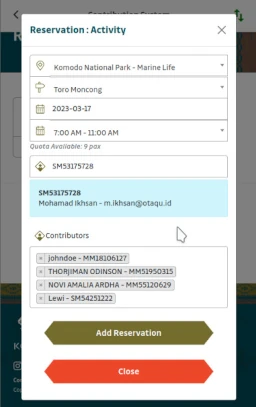 Contribution System
Reservation : Activity
Komodo National Park - Marine Life
Toro Moncong
2023-03-17
7:00 AM - 11:00 AM
Quota Available: 9 pax
SM53175728
SM53175728
Mohamad Ikhsan - m.ikhsan@otaqu.id
Contributors
× johndoe - MM18106127
× THORJIMAN ODINSON - MM51950315
× NOVI AMALIA ARDHA - MM55120629
× Lewi - SM54251222
Add Reservation
Close